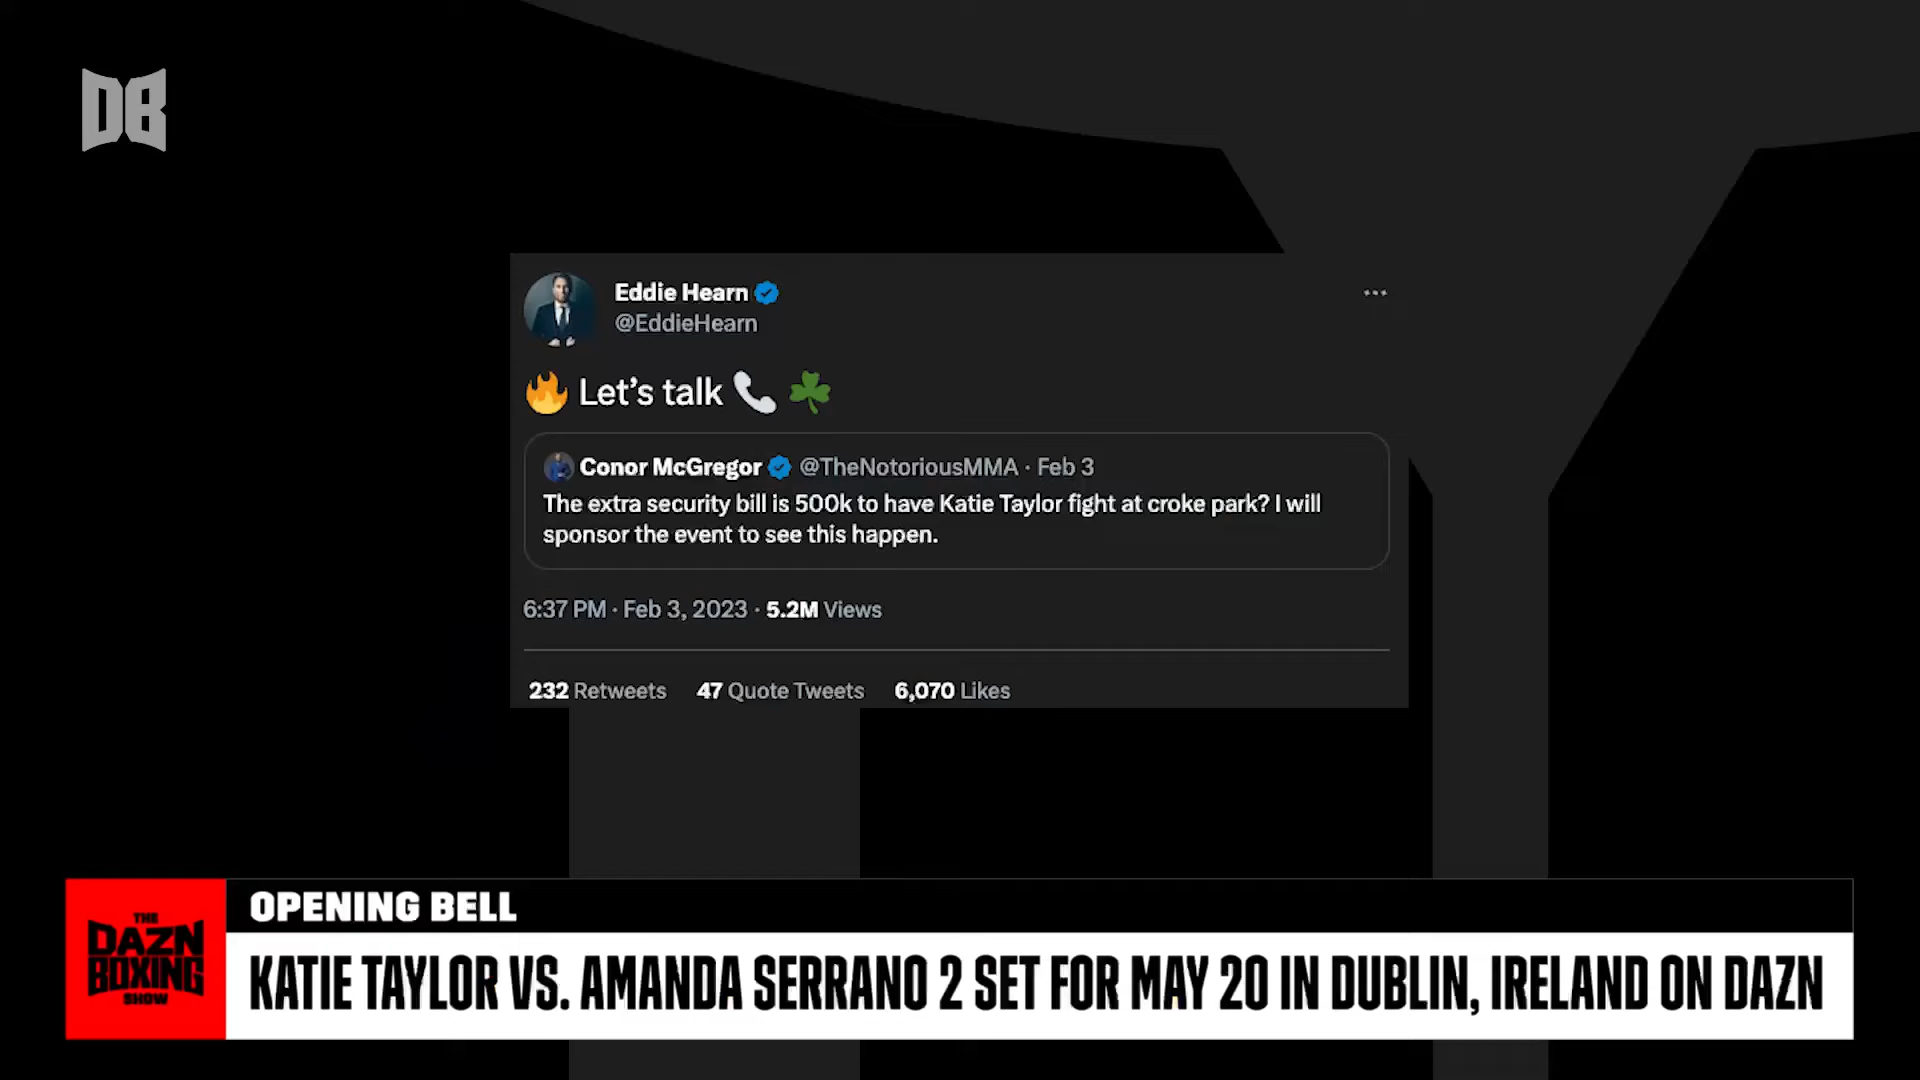 DB
Eddie Hearn
@EddieHearn
🔥 Let's talk 📞 ☘️
Conor McGregor @TheNotoriousMMA · Feb 3
The extra security bill is 500k to have Katie Taylor fight at croke park? I will
sponsor the event to see this happen.
6:37 PM · Feb 3, 2023 · 5.2M Views
232 Retweets 47 Quote Tweets 6,070 Likes
OPENING BELL
THE
DAZN
BOXING
SHOW
KATIE TAYLOR VS. AMANDA SERRANO 2 SET FOR MAY 20 IN DUBLIN, IRELAND ON DAZN